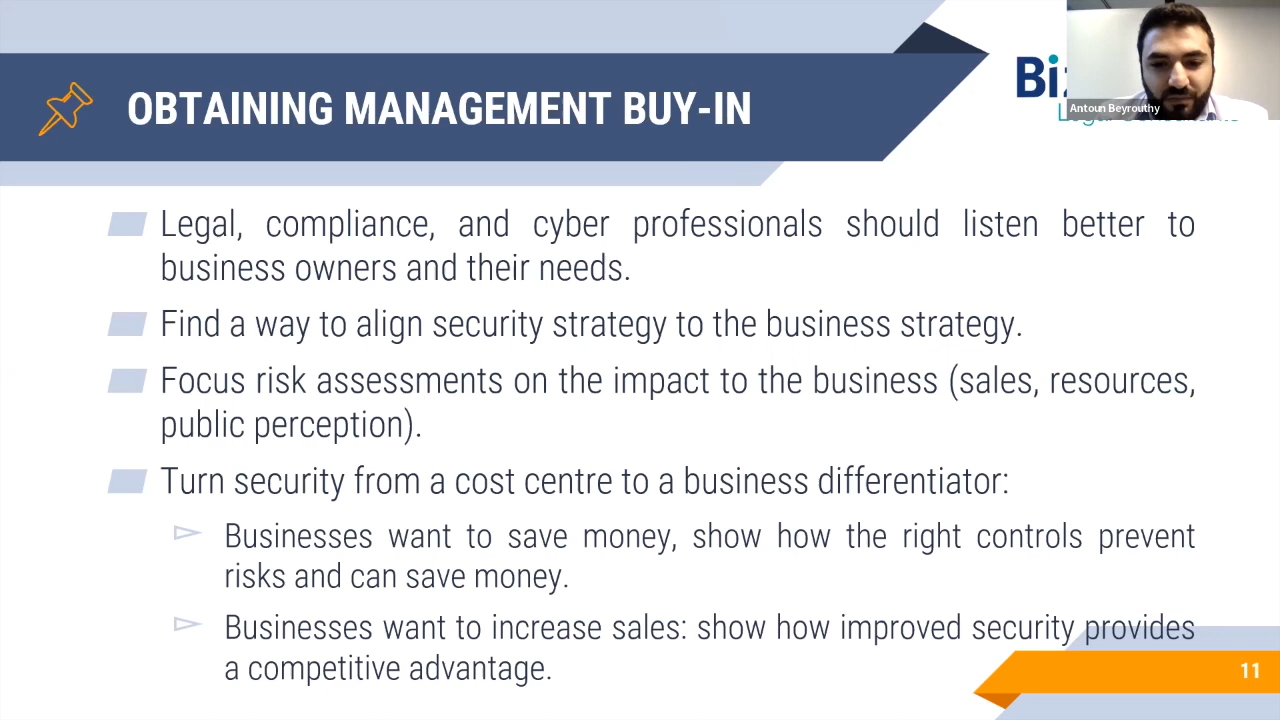 OBTAINING MANAGEMENT BUY-IN
Antoun Beyrouthy
Legal, compliance, and cyber professionals should listen better to
business owners and their needs.
Find a way to align security strategy to the business strategy.
Focus risk assessments on the impact to the business (sales, resources,
public perception).
Turn security from a cost centre to a business differentiator:
Businesses want to save money, show how the right controls prevent
risks and can save money.
Businesses want to increase sales: show how improved security provides
a competitive advantage.
11